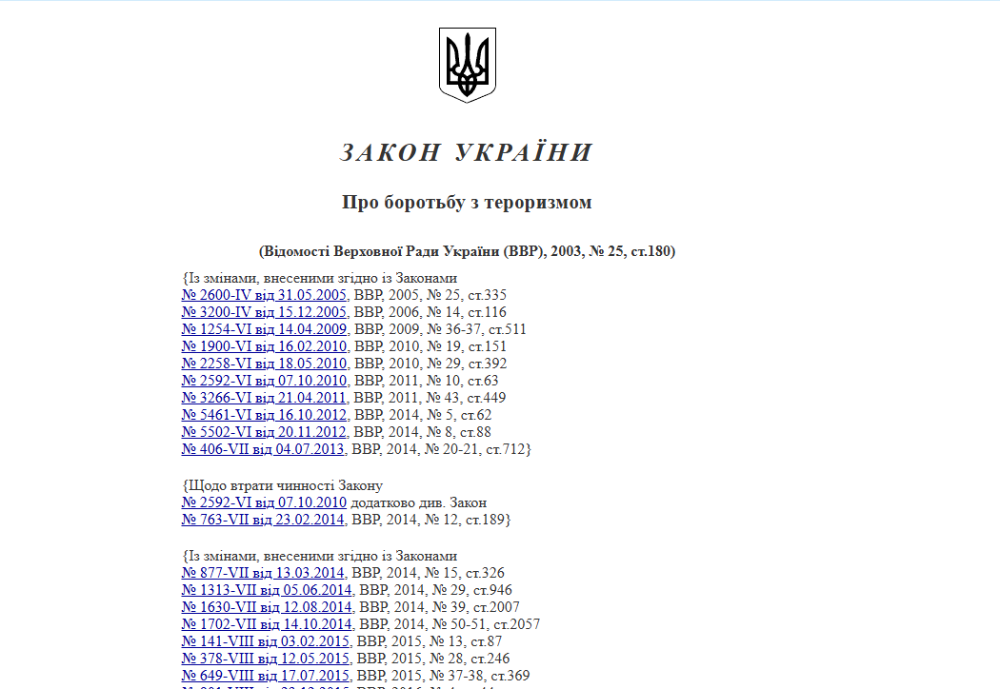 ЗАКОН УКРАЇНИ
Про боротьбу з тероризмом
(Відомості Верховної Ради України (ВВР), 2003, № 25, ст.180)
{Із змінами, внесеними згідно із Законами
№ 2600-IV від 31.05.2005, ВВР, 2005, № 25, ст.335
№ 3200-IV від 15.12.2005, ВВР, 2006, № 14, ст.116
№ 1254-VI від 14.04.2009, ВВР, 2009, № 36-37, ст.511
№ 1900-VI від 16.02.2010, ВВР, 2010, № 19, ст.151
№ 2258-VI від 18.05.2010, ВВР, 2010, № 29, ст.392
№ 2592-VI від 07.10.2010, ВВР, 2011, № 10, ст.63
№ 3266-VI від 21.04.2011, ВВР, 2011, № 43, ст.449
№ 5461-VI від 16.10.2012, ВВР, 2014, № 5, ст.62
№ 5502-VI від 20.11.2012, ВВР, 2014, № 8, ст.88
№ 406-VII від 04.07.2013, ВВР, 2014, № 20-21, ст.712}
{Щодо втрати чинності Закону
№ 2592-VI від 07.10.2010 додатково див. Закон
№ 763-VII від 23.02.2014, ВВР, 2014, № 12, ст.189}
{Із змінами, внесеними згідно із Законами
№ 877-VII від 13.03.2014, ВВР, 2014, № 15, ст.326
№ 1313-VII від 05.06.2014, ВВР, 2014, № 29, ст.946
№ 1630-VII від 12.08.2014, ВВР, 2014, № 39, ст.2007
№ 1702-VII від 14.10.2014, ВВР, 2014, № 50-51, ст.2057
№ 141-VIII від 03.02.2015, ВВР, 2015, № 13, ст.87
№ 378-VIII від 12.05.2015, ВВР, 2015, № 28, ст.246
№ 649-VIII від 17.07.2015, ВВР, 2015, № 37-38, ст.369